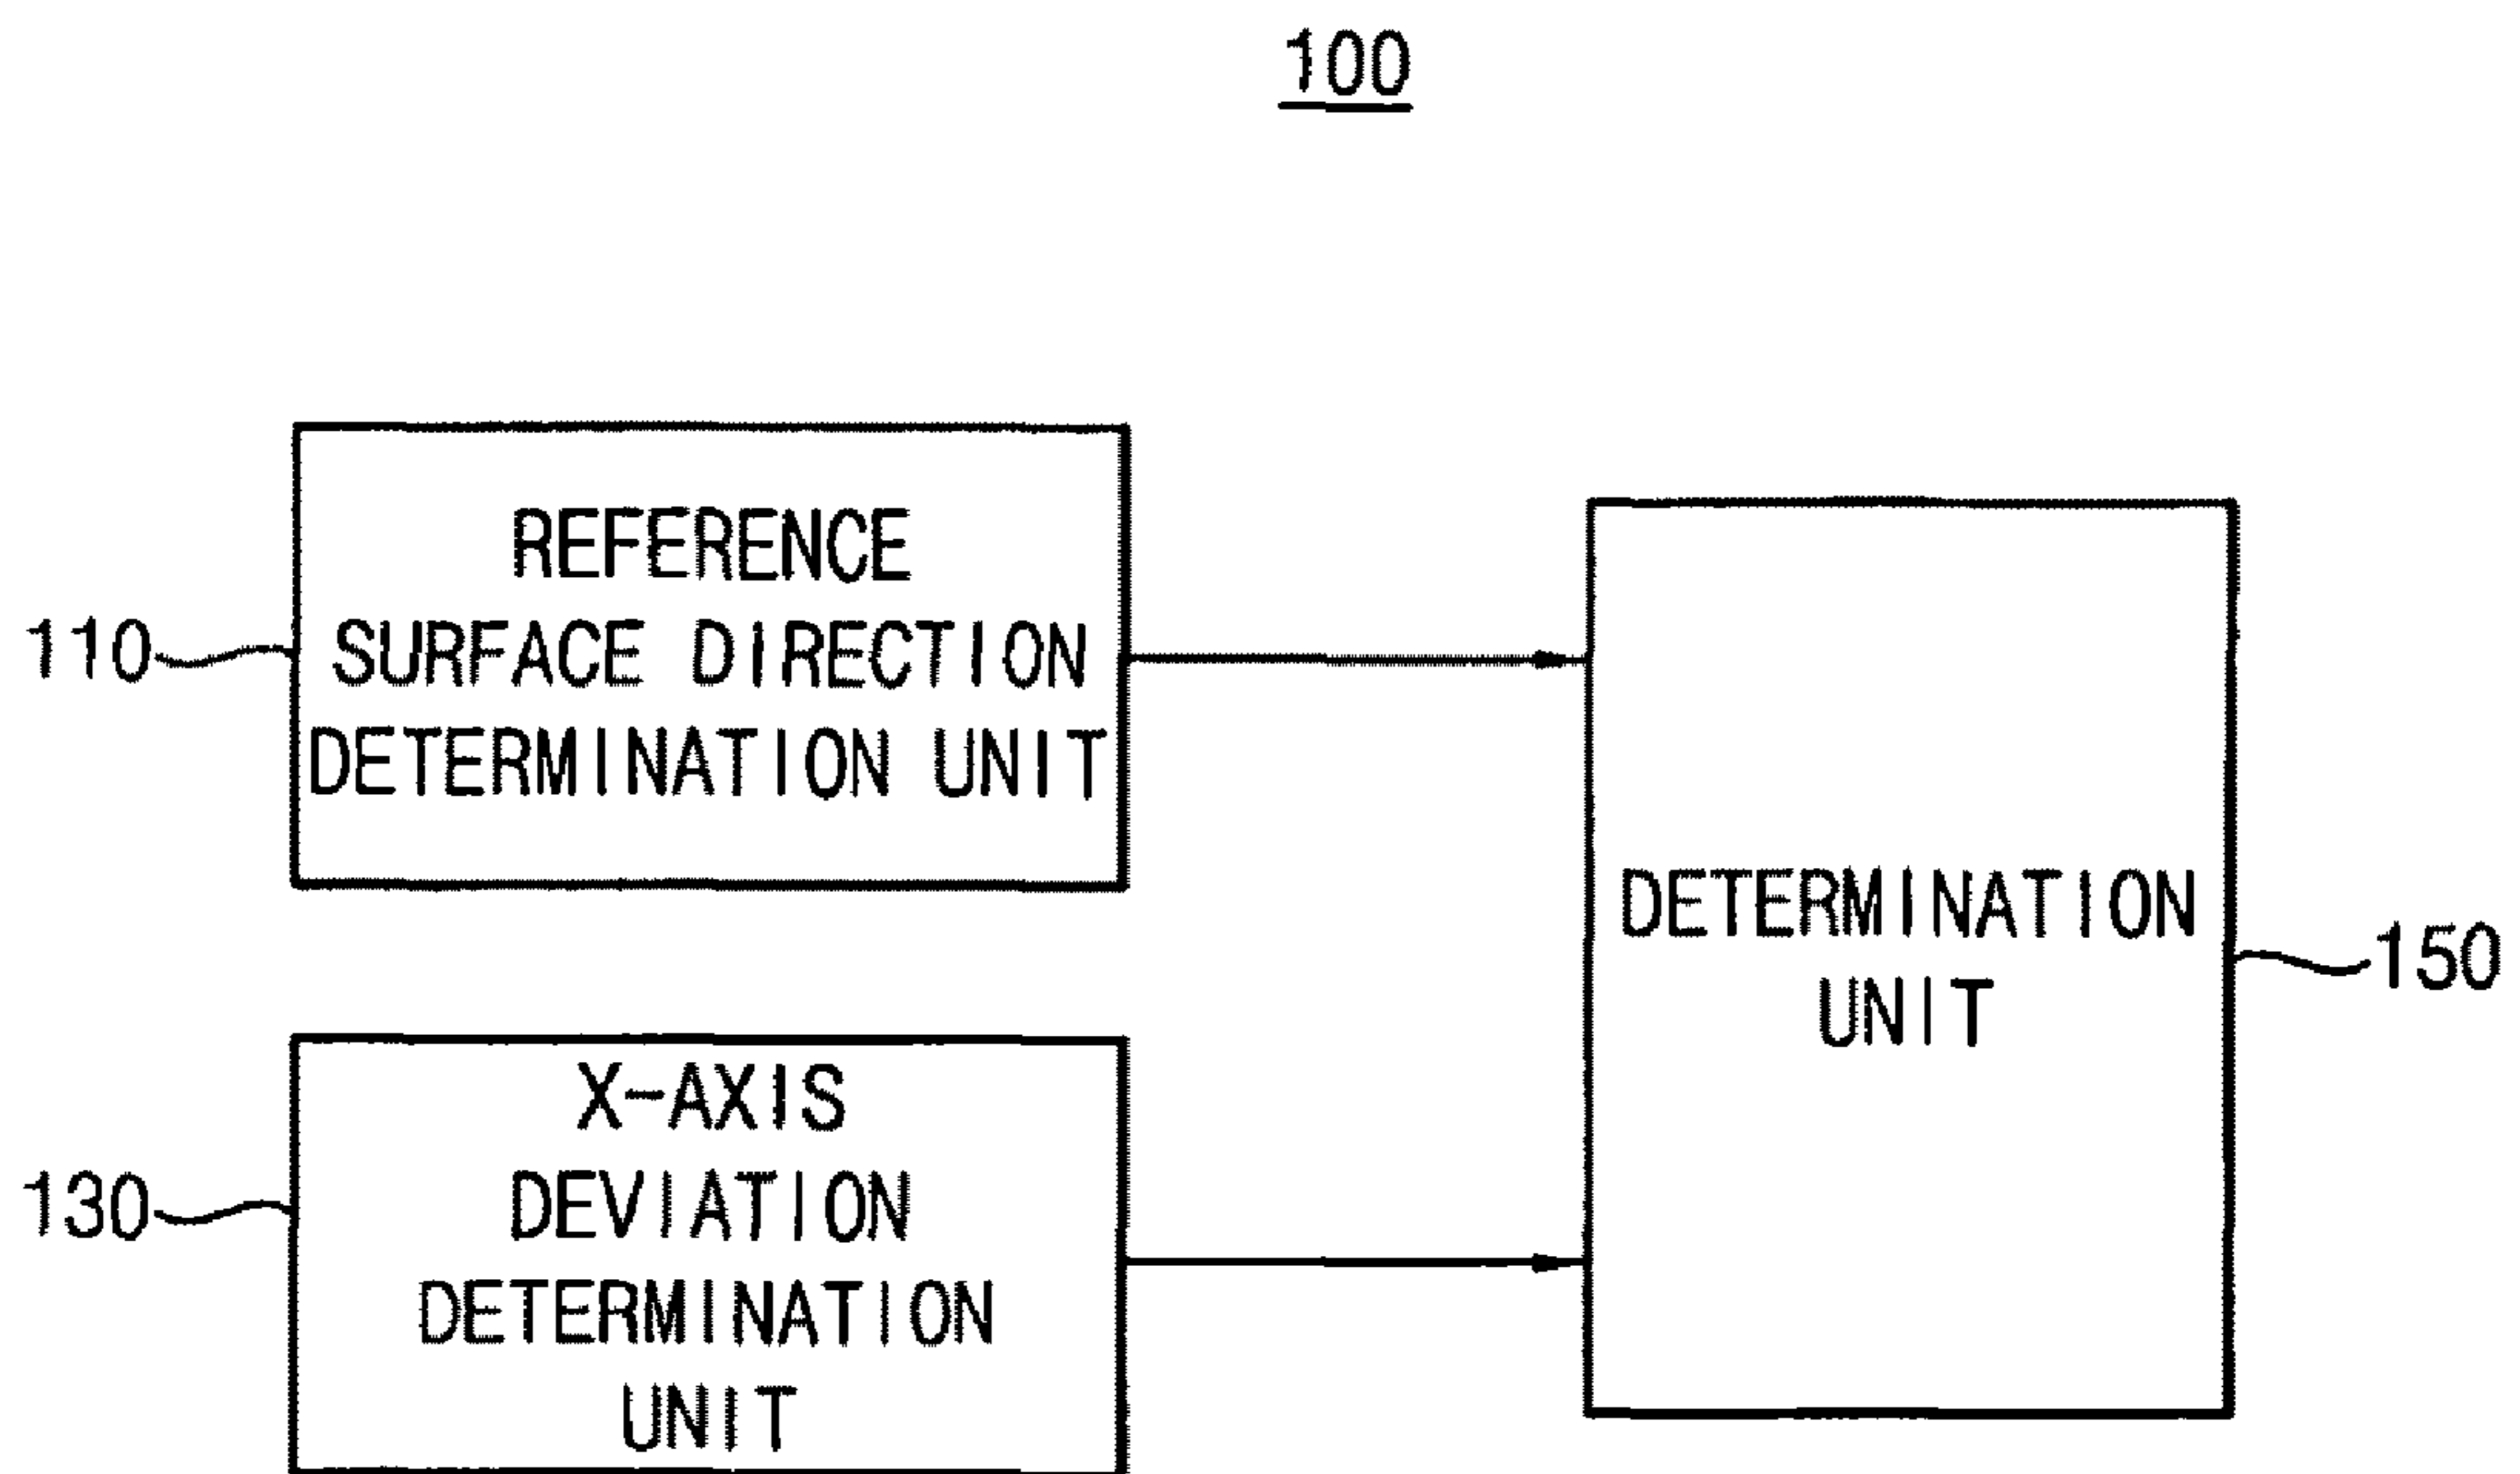 100
REFERENCE
SURFACE DIRECTION
DETERMINATION UNIT
110
DETERMINATION
UNIT
150
X-AXIS
DEVIATION
DETERMINATION
UNIT
130